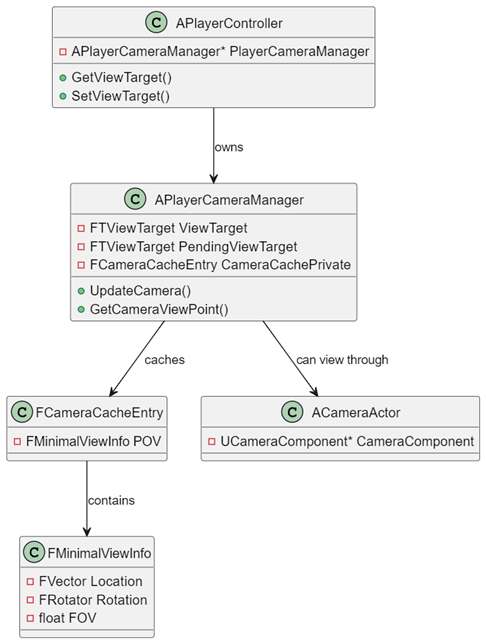 C APlayerController
APlayerCameraManager* PlayerCameraManager
GetViewTarget()
SetViewTarget()
owns
C APlayerCameraManager
FTViewTarget ViewTarget
FTViewTarget PendingViewTarget
FCameraCacheEntry CameraCachePrivate
UpdateCamera()
GetCameraViewPoint()
caches
can view through
C FCameraCacheEntry
FMinimalViewInfo POV
C ACameraActor
UCameraComponent* CameraComponent
contains
C FMinimalViewInfo
FVector Location
FRotator Rotation
float FOV